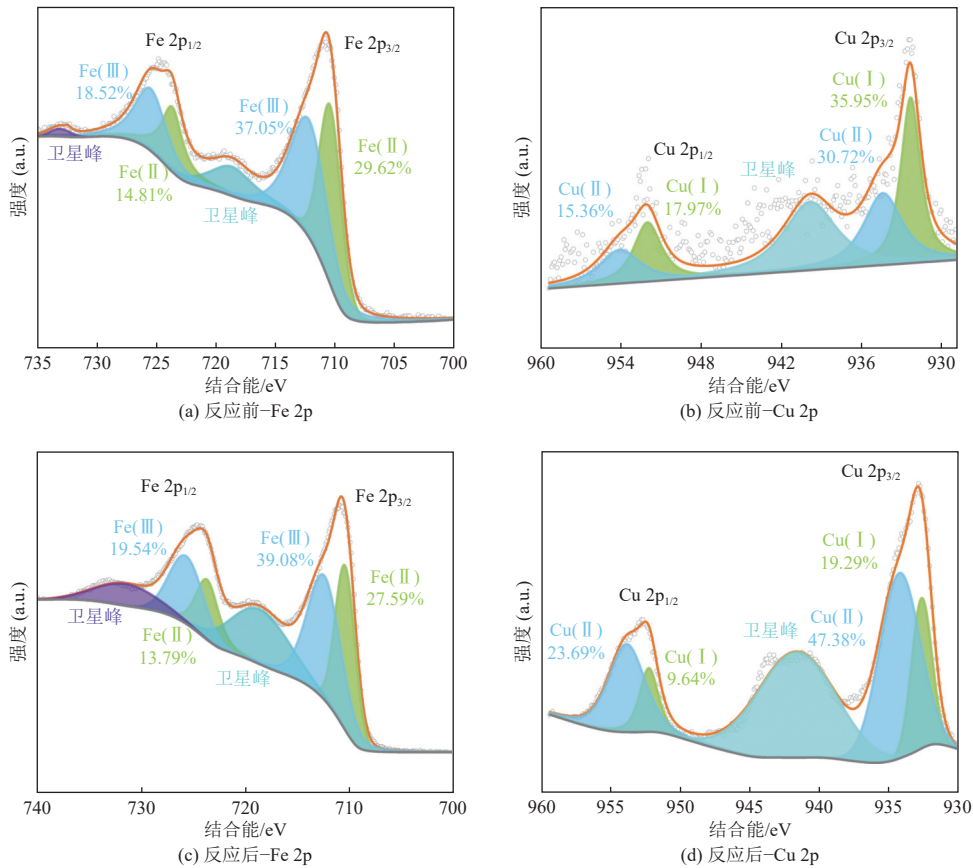 Fe 2p1/2
Fe 2p3/2
Fe(Ⅲ)
18.52%
Fe(Ⅲ)
37.05%
Fe(Ⅱ)
29.62%
卫星峰
Fe(Ⅱ)
14.81%
卫星峰
强度 (a.u.)
735 730 725 720 715 710 705 700
结合能/eV
(a) 反应前−Fe 2p
Cu 2p3/2
Cu(Ⅰ)
35.95%
Cu(Ⅱ)
30.72%
Cu 2p1/2
卫星峰
Cu(Ⅱ)
15.36%
Cu(Ⅰ)
17.97%
强度 (a.u.)
960 954 948 942 936 930
结合能/eV
(b) 反应前−Cu 2p
Fe 2p1/2
Fe 2p3/2
Fe(Ⅲ)
19.54%
Fe(Ⅲ)
39.08%
Fe(Ⅱ)
27.59%
卫星峰
Fe(Ⅱ)
13.79%
卫星峰
强度 (a.u.)
740 730 720 710 700
结合能/eV
(c) 反应后−Fe 2p
Cu 2p3/2
Cu(Ⅰ)
19.29%
Cu 2p1/2
Cu(Ⅱ)
23.69%
Cu(Ⅰ)
9.64%
卫星峰
Cu(Ⅱ)
47.38%
强度 (a.u.)
960 955 950 945 940 935 930
结合能/eV
(d) 反应后−Cu 2p